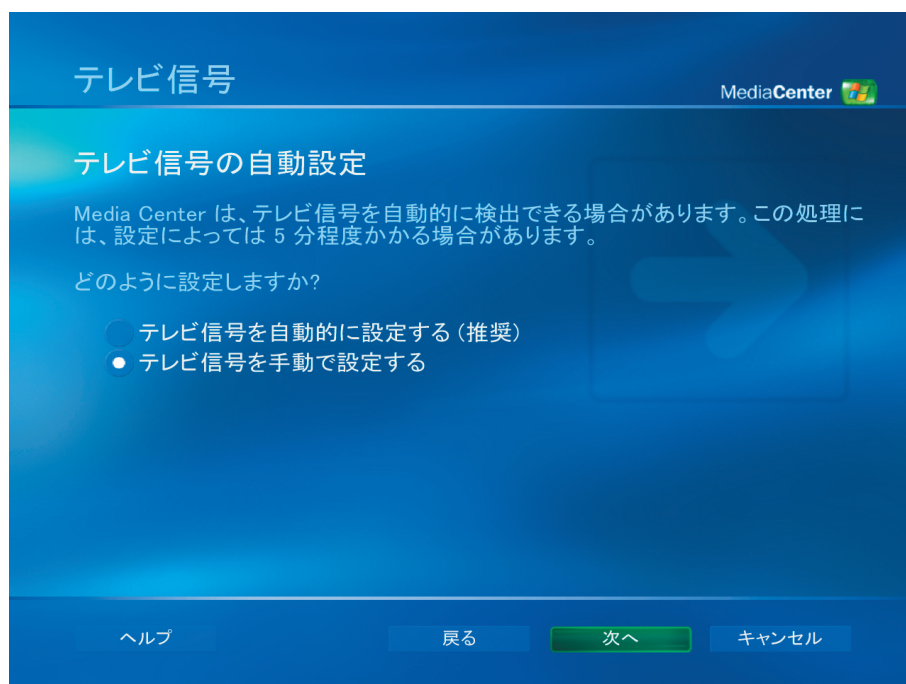 テレビ信号
MediaCenter
テレビ信号の自動設定
Media Center は、テレビ信号を自動的に検出できる場合があります。この処理に
は、設定によっては 5 分程度かかる場合があります。
どのように設定しますか?
テレビ信号を自動的に設定する (推奨)
テレビ信号を手動で設定する
ヘルプ 戻る 次へ キャンセル